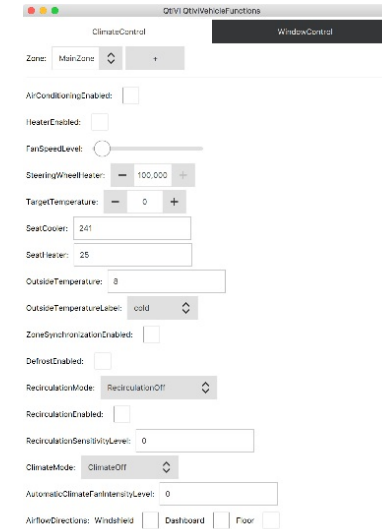 QtIVI QtIviVehicleFunctions
ClimateControl WindowControl
Zone: MainZone +
AirConditioningEnabled:
HeaterEnabled:
FanSpeedLevel:
SteeringWheelHeater: − 100,000 +
TargetTemperature: − 0 +
SeatCooler: 241
SeatHeater: 25
OutsideTemperature: 8
OutsideTemperatureLabel: cold
ZoneSynchronizationEnabled:
DefrostEnabled:
RecirculationMode: RecirculationOff
RecirculationEnabled:
RecirculationSensitivityLevel: 0
ClimateMode: ClimateOff
AutomaticClimateFanIntensityLevel: 0
AirflowDirections: Windshield Dashboard Floor